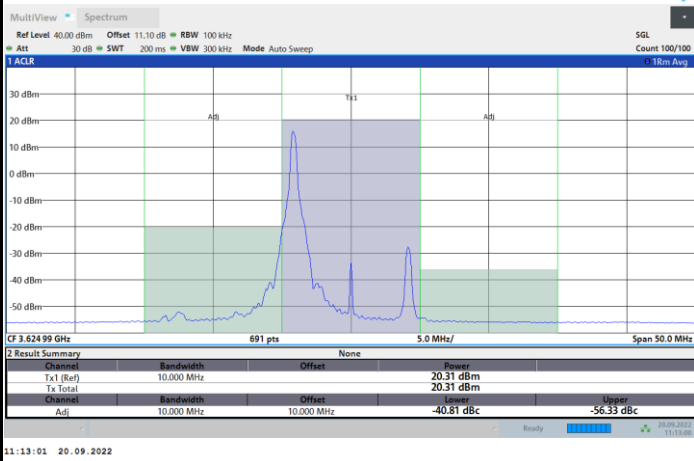 MultiView Spectrum
Ref Level 40.00 dBm Offset 11.10 dB RBW 100 kHz SGL
Att 30 dB SWT 200 ms VBW 300 kHz Mode Auto Sweep Count 100/100
1 ACLR 1Rm Avg
30 dBm
Tx1
20 dBm
Adj Adj
10 dBm
0 dBm
-10 dBm
-20 dBm
-30 dBm
-40 dBm
-50 dBm
CF 3.624 99 GHz 691 pts 5.0 MHz/ Span 50.0 MHz
2 Result Summary None
Channel Bandwidth Offset Power
Tx1 (Ref) 10.000 MHz 20.31 dBm
Tx Total 20.31 dBm
Channel Bandwidth Offset Lower Upper
Adj 10.000 MHz 10.000 MHz -40.81 dBc -56.33 dBc
Ready 20.09.2022
11:13:00
11:13:01 20.09.2022